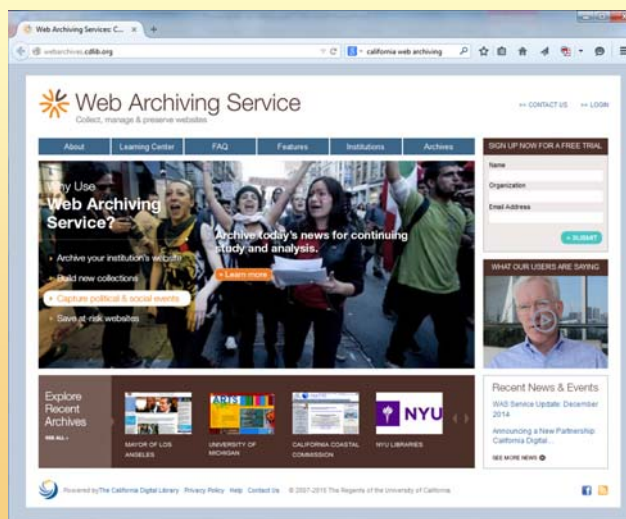 Web Archiving Service: C...
webarchives.cdlib.org
california web archiving
Web Archiving Service
Collect, manage & preserve websites
>> CONTACT US >> LOGIN
About Learning Center FAQ Features Institutions Archives
Why Use
Web Archiving
Service?
Archive your institution's website
Build new collections
Capture political & social events
Save at-risk websites
Archive today's news for continuing
study and analysis.
Learn more
SIGN UP NOW FOR A FREE TRIAL
Name
Organization
Email Address
SUBMIT
WHAT OUR USERS ARE SAYING
Explore
Recent
Archives
SEE ALL
MAYOR OF LOS
ANGELES
ARTS
UNIVERSITY OF
MICHIGAN
CALIFORNIA COASTAL
COMMISSION
NYU
NYU LIBRARIES
Recent News & Events
WAS Service Update: December
2014
Announcing a New Partnership
California Digital...
SEE MORE NEWS
Powered by The California Digital Library Privacy Policy Help Contact Us © 2007-2015 The Regents of the University of California